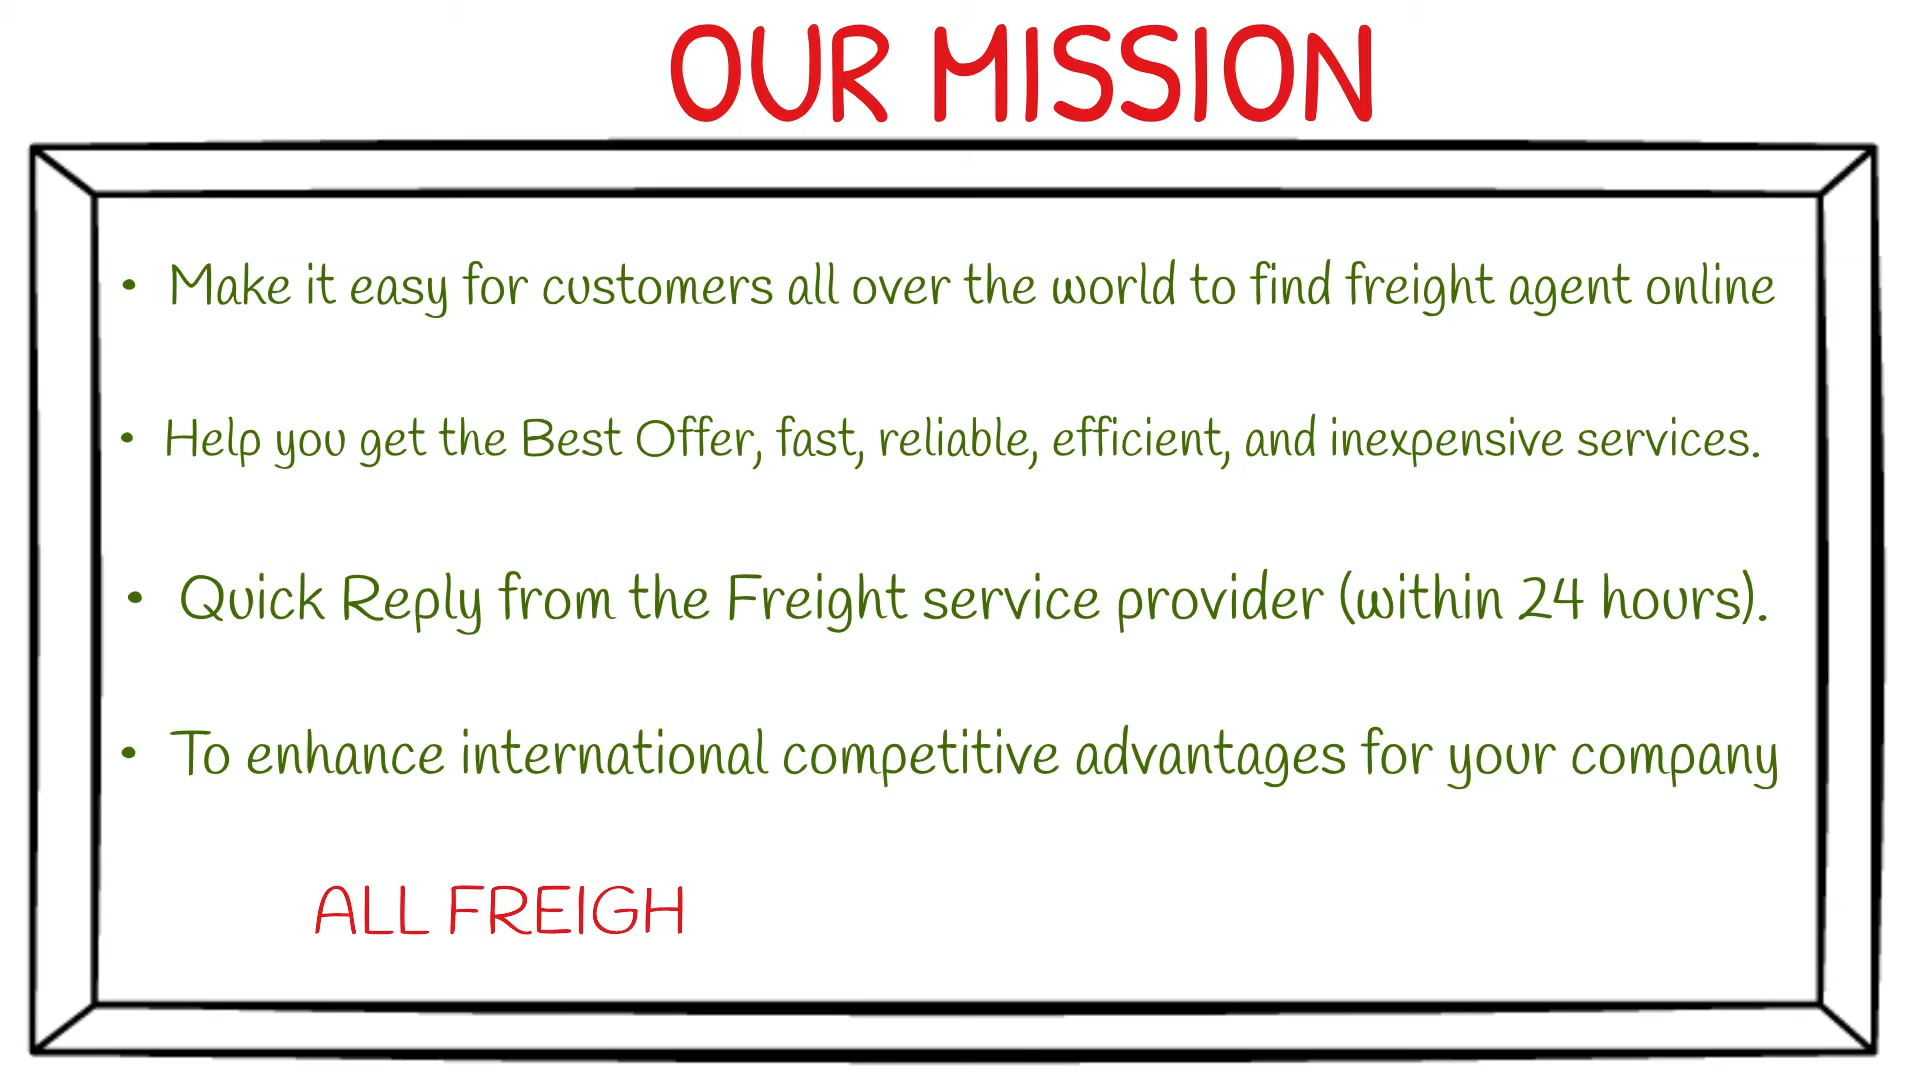 OUR MISSION
• Make it easy for customers all over the world to find freight agent online
• Help you get the Best Offer, fast, reliable, efficient, and inexpensive services.
• Quick Reply from the Freight service provider (within 24 hours).
• To enhance international competitive advantages for your company
ALL FREIGH